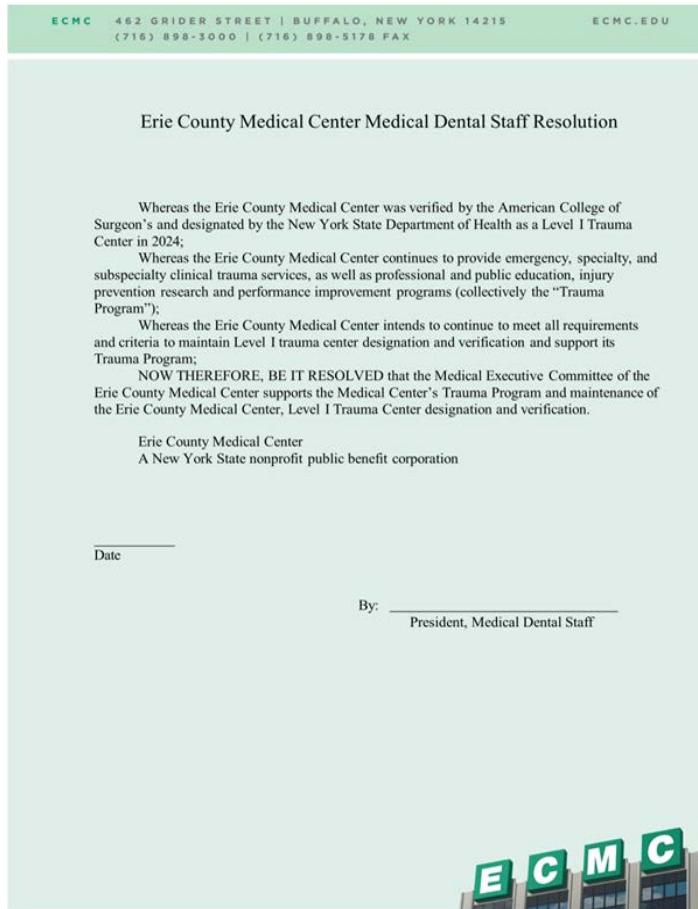 ECMC 462 GRIDER STREET | BUFFALO, NEW YORK 14215 ECMC.EDU
(716) 898-3000 | (716) 898-5178 FAX
Erie County Medical Center Medical Dental Staff Resolution
Whereas the Erie County Medical Center was verified by the American College of
Surgeon's and designated by the New York State Department of Health as a Level I Trauma
Center in 2024;
Whereas the Erie County Medical Center continues to provide emergency, specialty, and
subspecialty clinical trauma services, as well as professional and public education, injury
prevention research and performance improvement programs (collectively the “Trauma
Program”);
Whereas the Erie County Medical Center intends to continue to meet all requirements
and criteria to maintain Level I trauma center designation and verification and support its
Trauma Program;
NOW THEREFORE, BE IT RESOLVED that the Medical Executive Committee of the
Erie County Medical Center supports the Medical Center’s Trauma Program and maintenance of
the Erie County Medical Center, Level I Trauma Center designation and verification.
Erie County Medical Center
A New York State nonprofit public benefit corporation
Date
By:
President, Medical Dental Staff
ECMC